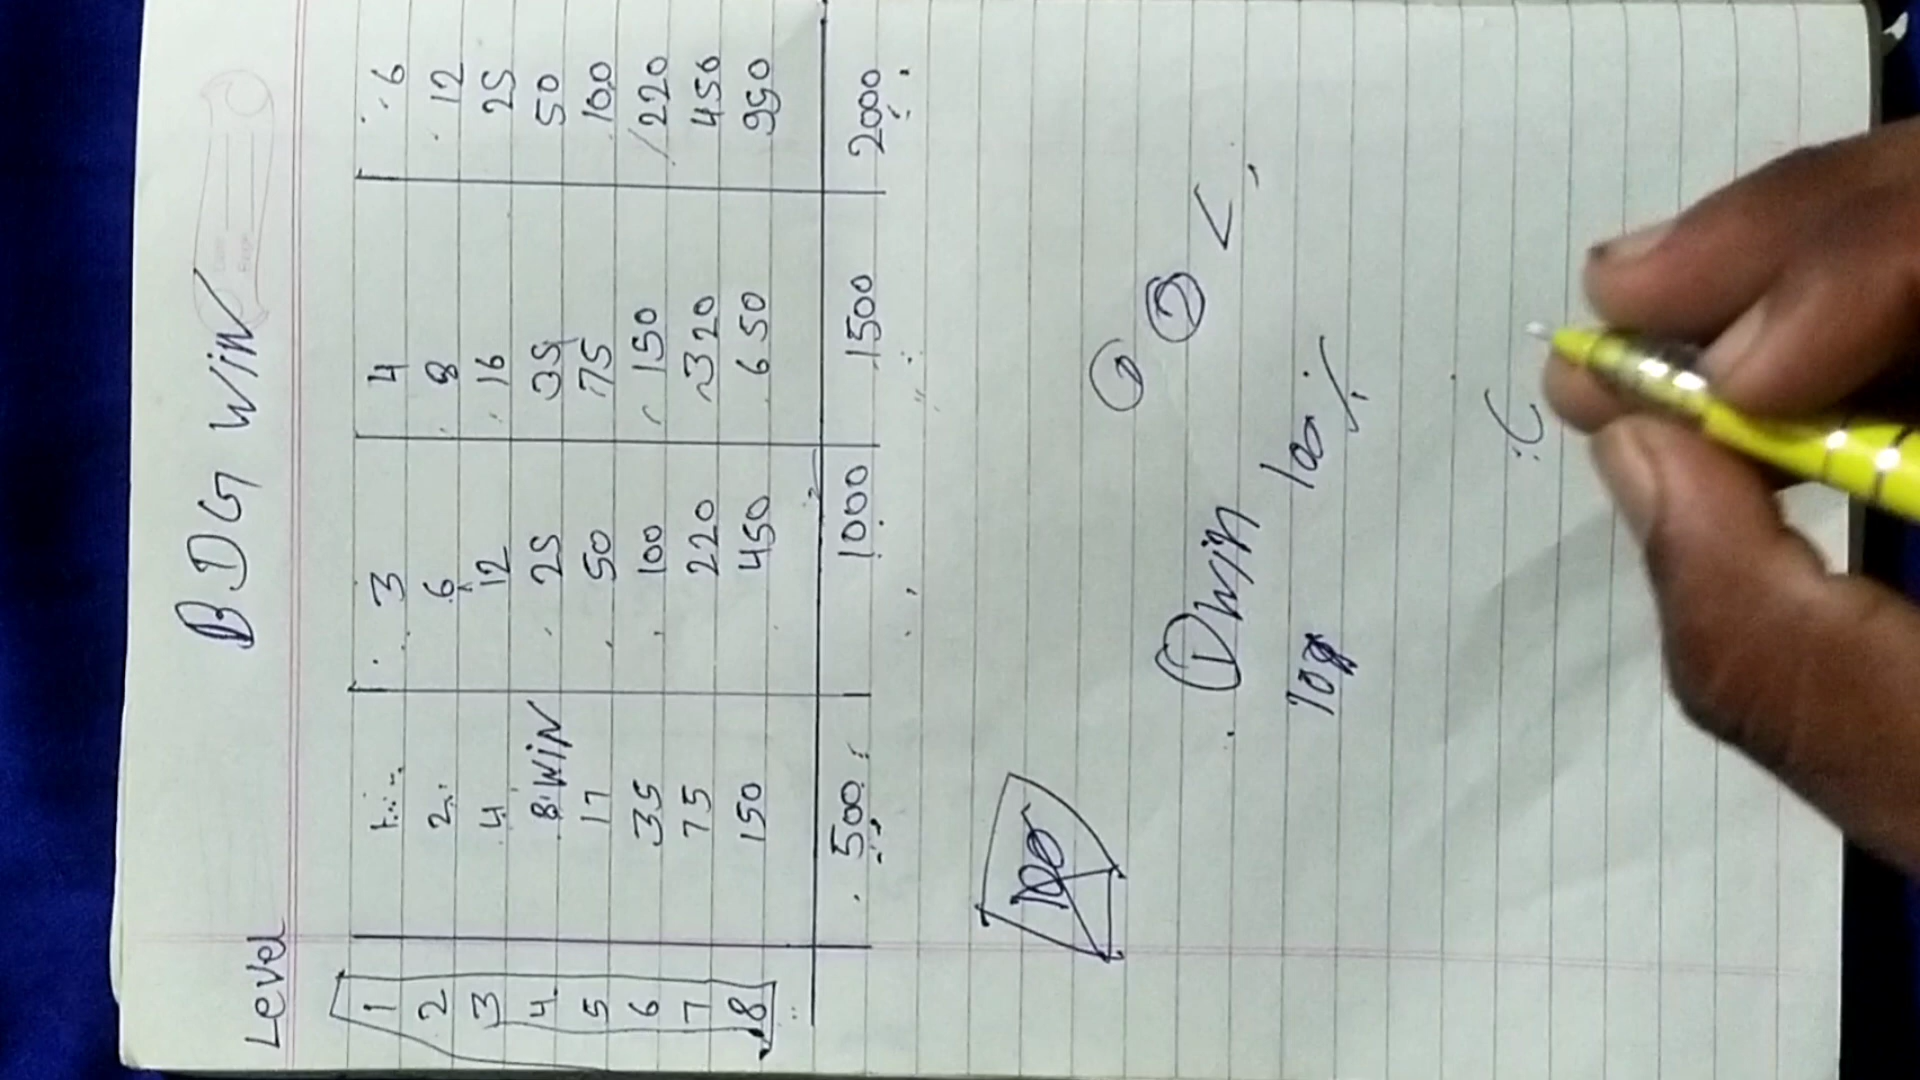 B.DG WIN
Level
1 1 3 4 6
2 2 6 8 12
3 4 12 16 25
4 8 WIN 25 35 50
5 17 50 75 100
6 35 100 150 220
7 75 220 320 450
8 150 450 650 950
500 1000 1500 2000
100
① win
100 %